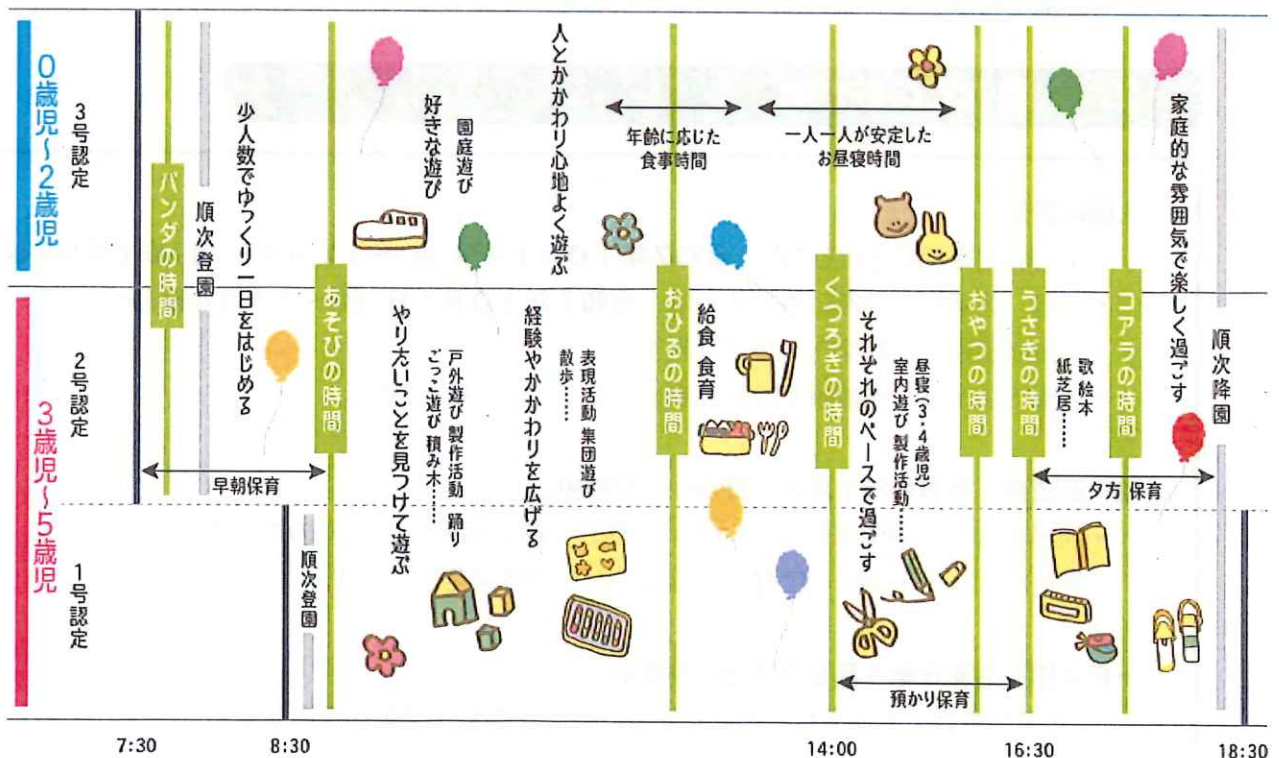 0歳児～2歳児
3号認定
3歳児～5歳児
2号認定
1号認定
パンダの時間
順次登園
少人数でゆっくり一日をはじめる
早朝保育
順次登園
あそびの時間
園庭遊び
好きな遊び
人とかかわり心地よく遊ぶ
やりたいことを見つけて遊ぶ
戸外遊び 製作活動 踊り
ごっこ遊び 積み木……
経験やかかわりを広げる
表現活動 集団遊び
散歩……
年齢に応じた
食事時間
おひるの時間
給食 食育
一人一人が安定した
お昼寝時間
くつろぎの時間
それぞれのペースで過ごす
昼寝(3・4歳児)
室内遊び 製作活動……
預かり保育
おやつの時間
うさぎの時間
歌 絵本
紙芝居……
コアラの時間
家庭的な雰囲気で楽しく過ごす
夕方 保育
順次降園
7:30
8:30
14:00
16:30
18:30